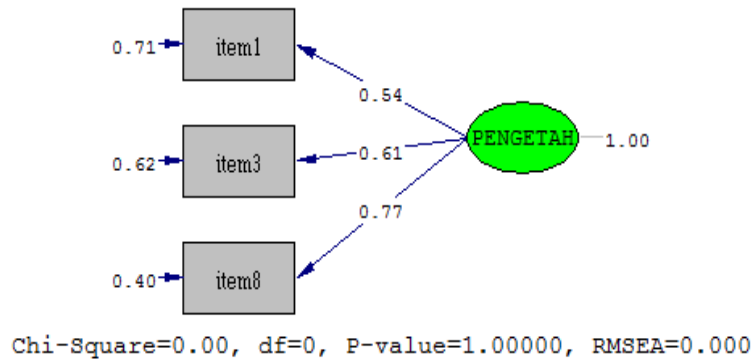 0.71 item1
0.54
PENGETAH 1.00
0.62 item3 0.61
0.77
0.40 item8
Chi-Square=0.00, df=0, P-value=1.00000, RMSEA=0.000